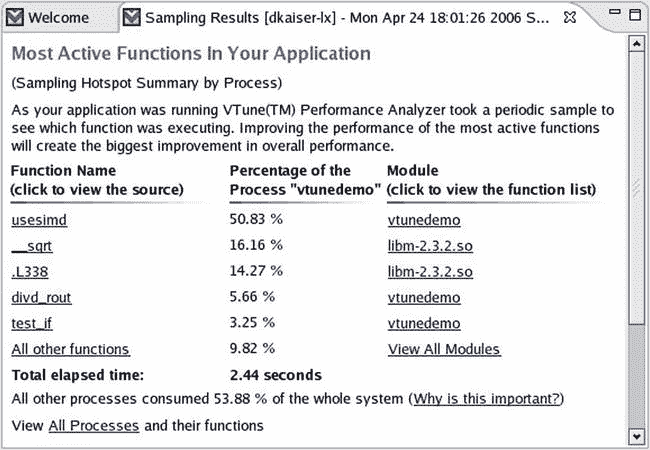 Welcome
Sampling Results [dkaiser-lx] - Mon Apr 24 18:01:26 2006 S...
Most Active Functions In Your Application
(Sampling Hotspot Summary by Process)
As your application was running VTune(TM) Performance Analyzer took a periodic sample to
see which function was executing. Improving the performance of the most active functions
will create the biggest improvement in overall performance.
Function Name Percentage of the Module
(click to view the source) Process "vtunedemo" (click to view the function list)
usesimd 50.83 % vtunedemo
__sqrt 16.16 % libm-2.3.2.so
.L338 14.27 % libm-2.3.2.so
divd_rout 5.66 % vtunedemo
test_if 3.25 % vtunedemo
All other functions 9.82 % View All Modules
Total elapsed time: 2.44 seconds
All other processes consumed 53.88 % of the whole system (Why is this important?)
View All Processes and their functions